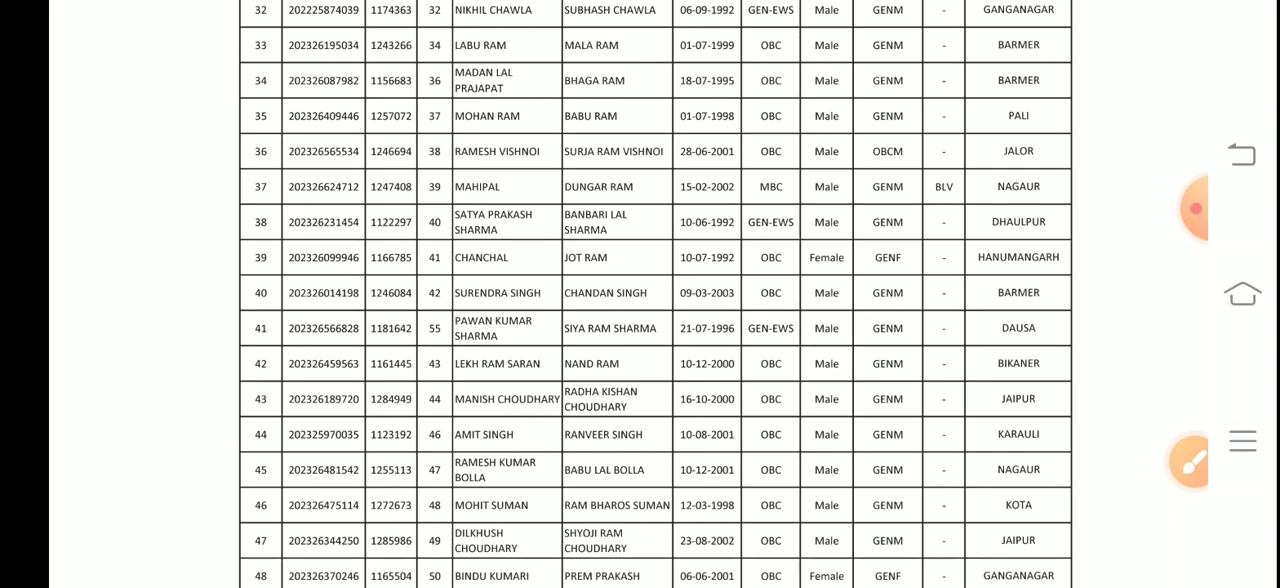 32 202225874039 1174363 32 NIKHIL CHAWLA SUBHASH CHAWLA 06-09-1992 GEN-EWS Male GENM - GANGANAGAR
33 202326195034 1243266 34 LABU RAM MALA RAM 01-07-1999 OBC Male GENM - BARMER
34 202326087982 1156683 36 MADAN LAL PRAJAPAT BHAGA RAM 18-07-1995 OBC Male GENM - BARMER
35 202326409446 1257072 37 MOHAN RAM BABU RAM 01-07-1998 OBC Male GENM - PALI
36 202326565534 1246694 38 RAMESH VISHNOI SURJA RAM VISHNOI 28-06-2001 OBC Male OBCM - JALOR
37 202326624712 1247408 39 MAHIPAL DUNGAR RAM 15-02-2002 MBC Male GENM BLV NAGAUR
38 202326231454 1122297 40 SATYA PRAKASH SHARMA BANBARI LAL SHARMA 10-06-1992 GEN-EWS Male GENM - DHAULPUR
39 202326099946 1166785 41 CHANCHAL JOT RAM 10-07-1992 OBC Female GENF - HANUMANGARH
40 202326014198 1246084 42 SURENDRA SINGH CHANDAN SINGH 09-03-2003 OBC Male GENM - BARMER
41 202326566828 1181642 55 PAWAN KUMAR SHARMA SIYA RAM SHARMA 21-07-1996 GEN-EWS Male GENM - DAUSA
42 202326459563 1161445 43 LEKH RAM SARAN NAND RAM 10-12-2000 OBC Male GENM - BIKANER
43 202326189720 1284949 44 MANISH CHOUDHARY RADHA KISHAN CHOUDHARY 16-10-2000 OBC Male GENM - JAIPUR
44 202325970035 1123192 46 AMIT SINGH RANVEER SINGH 10-08-2001 OBC Male GENM - KARAULI
45 202326481542 1255113 47 RAMESH KUMAR BOLLA BABU LAL BOLLA 10-12-2001 OBC Male GENM - NAGAUR
46 202326475114 1272673 48 MOHIT SUMAN RAM BHAROS SUMAN 12-03-1998 OBC Male GENM - KOTA
47 202326344250 1285986 49 DILKHUSH CHOUDHARY SHYOJI RAM CHOUDHARY 23-08-2002 OBC Male GENM - JAIPUR
48 202326370246 1165504 50 BINDU KUMARI PREM PRAKASH 06-06-2001 OBC Female GENF - GANGANAGAR